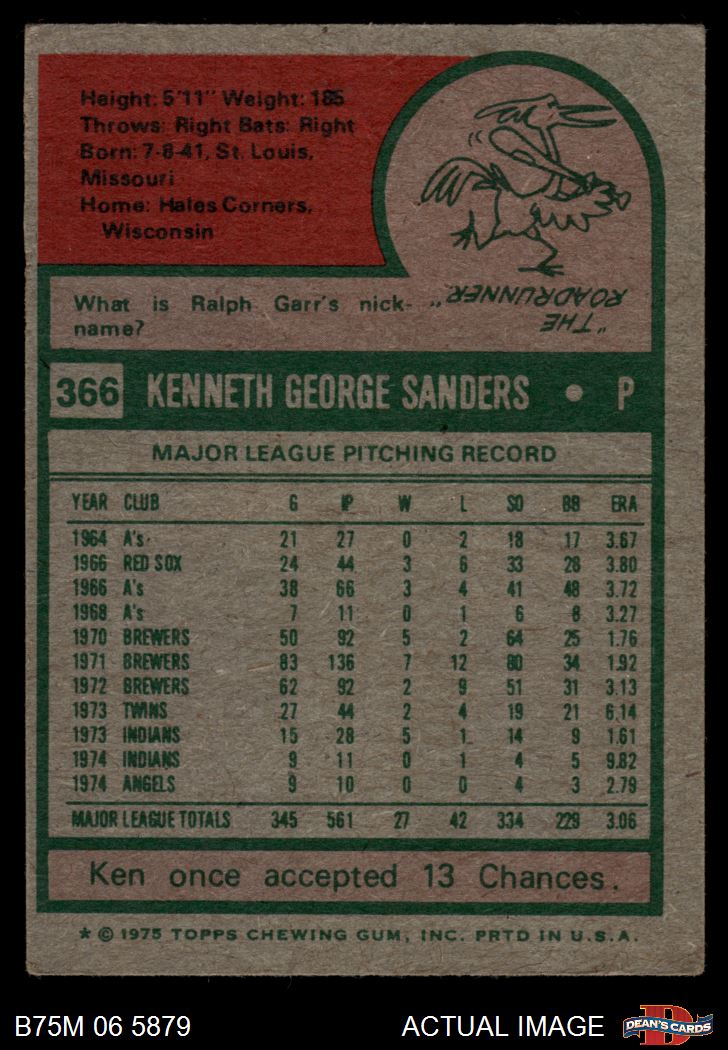 Height: 5'11" Weight: 185
Throws: Right Bats: Right
Born: 7-8-41, St. Louis,
Missouri
Home: Hales Corners,
Wisconsin
What is Ralph Garr's nick-
name?
"THE
ROADRUNNER"
366 KENNETH GEORGE SANDERS • P
MAJOR LEAGUE PITCHING RECORD
YEAR CLUB G IP W L SO BB ERA
1964 A's 21 27 0 2 18 17 3.67
1966 RED SOX 24 44 3 6 33 28 3.80
1966 A's 38 66 3 4 41 48 3.72
1968 A's 7 11 0 1 6 8 3.27
1970 BREWERS 50 92 5 2 64 25 1.76
1971 BREWERS 83 136 7 12 80 34 1.92
1972 BREWERS 62 92 2 9 51 31 3.13
1973 TWINS 27 44 2 4 19 21 6.14
1973 INDIANS 15 28 5 1 14 9 1.61
1974 INDIANS 9 11 0 1 4 5 9.82
1974 ANGELS 9 10 0 0 4 3 2.79
MAJOR LEAGUE TOTALS 345 561 27 42 334 229 3.06
Ken once accepted 13 Chances.
* © 1975 TOPPS CHEWING GUM, INC. PRTD IN U.S.A.
B75M 06 5879 ACTUAL IMAGE
D
DEAN'S CARDS